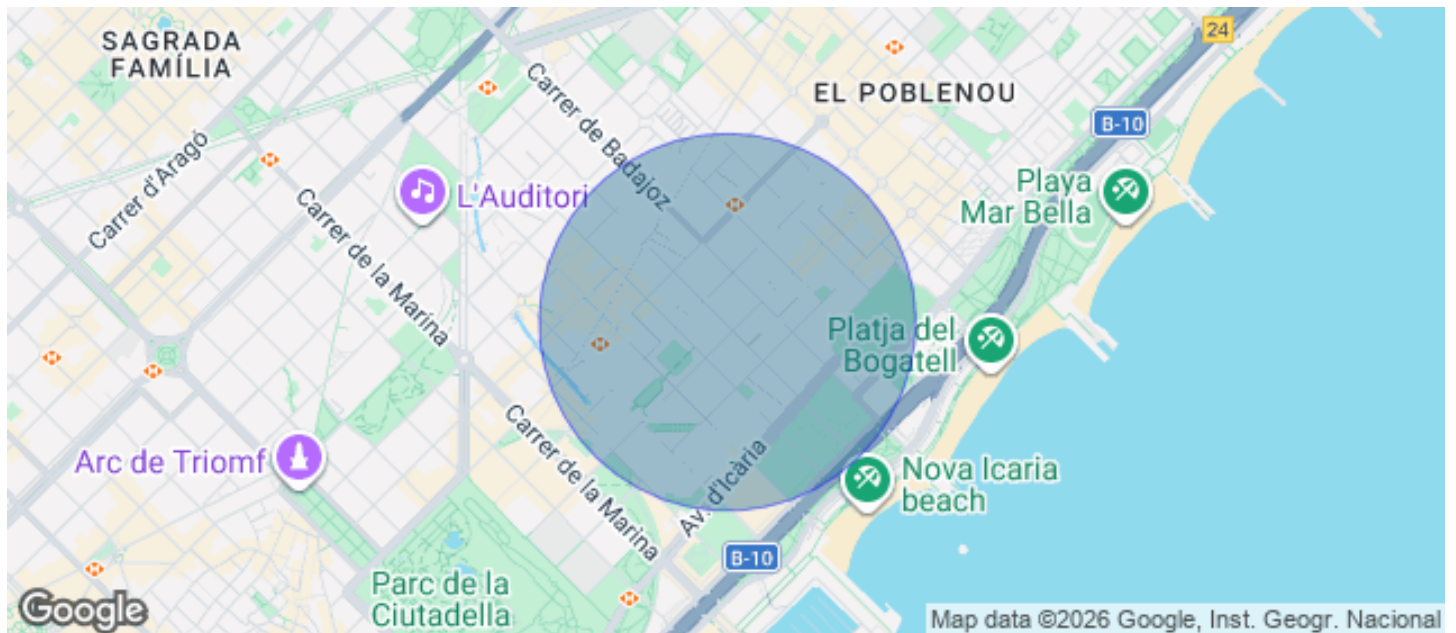 SAGRADA
FAMÍLIA
24
EL POBLENOU
B-10
Carrer de Badajoz
Carrer d'Aragó
L'Auditori
Playa
Mar Bella
Carrer de la Marina
Platja del
Bogatell
Arc de Triomf
Carrer de la Marina
Av. d'Icària
Nova Icaria
beach
B-10
Parc de la
Ciutadella
Google
Map data ©2026 Google, Inst. Geogr. Nacional